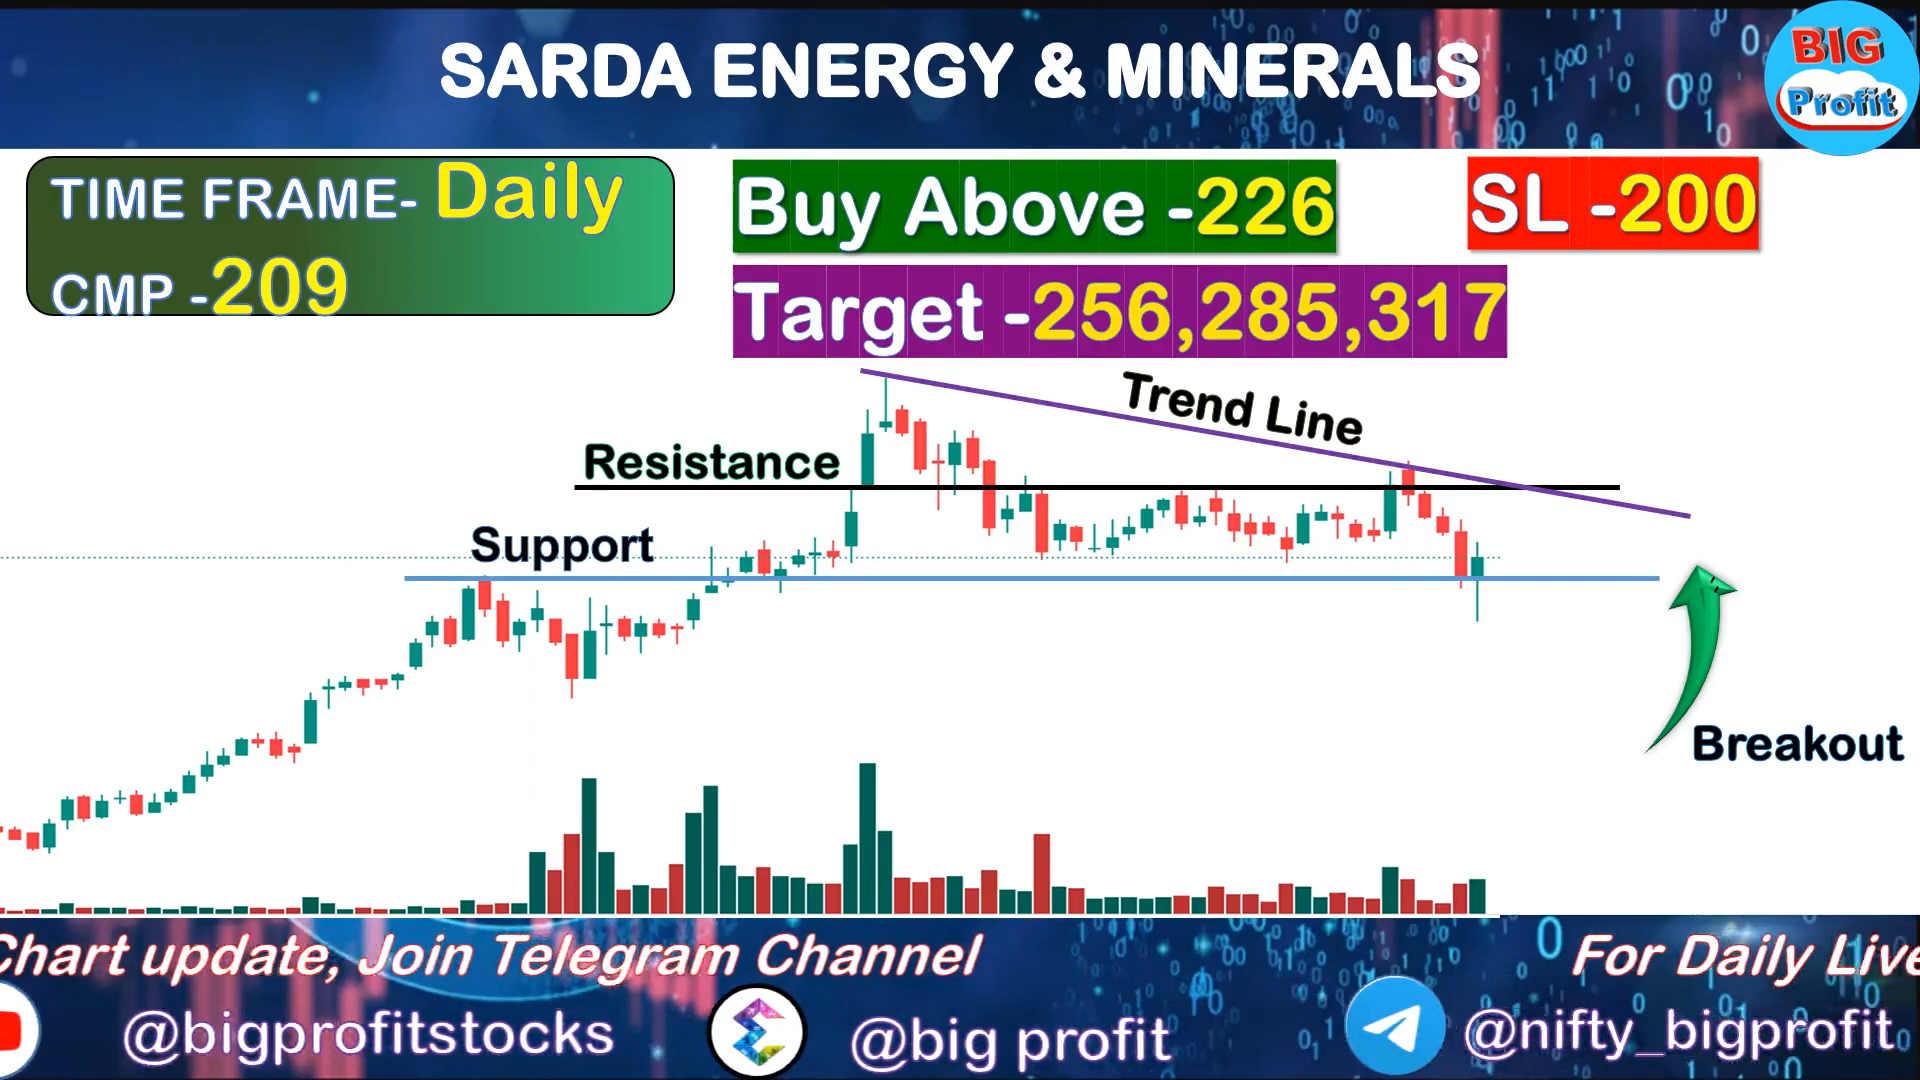 SARDA ENERGY & MINERALS
BIG
Profit
TIME FRAME- Daily
CMP -209
Buy Above -226
SL -200
Target -256,285,317
Trend Line
Resistance
Support
Breakout
Chart update, Join Telegram Channel
For Daily Live
@bigprofitstocks
@big profit
@nifty_bigprofit